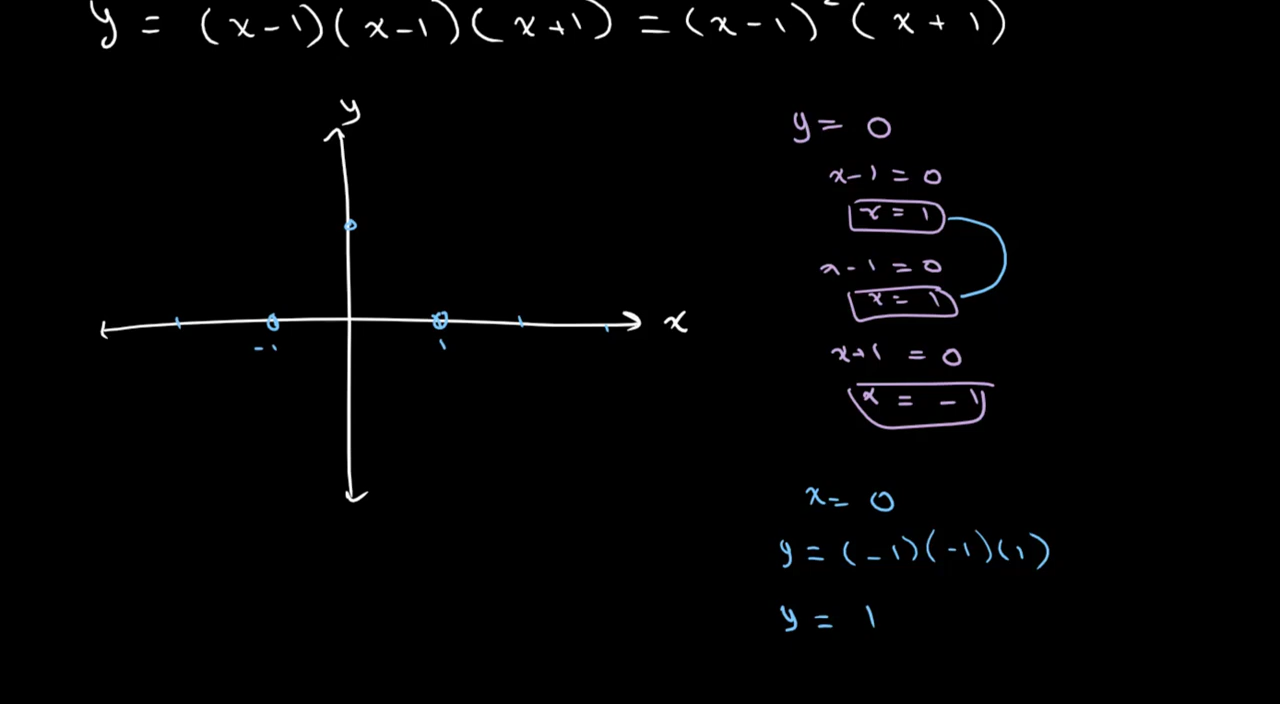 y = (x-1)(x-1)(x+1) = (x-1)²(x+1)
y
x
-1
1
y = 0
x-1 = 0
x = 1
x-1 = 0
x = 1
x+1 = 0
x = -1
x = 0
y = (-1)(-1)(1)
y = 1